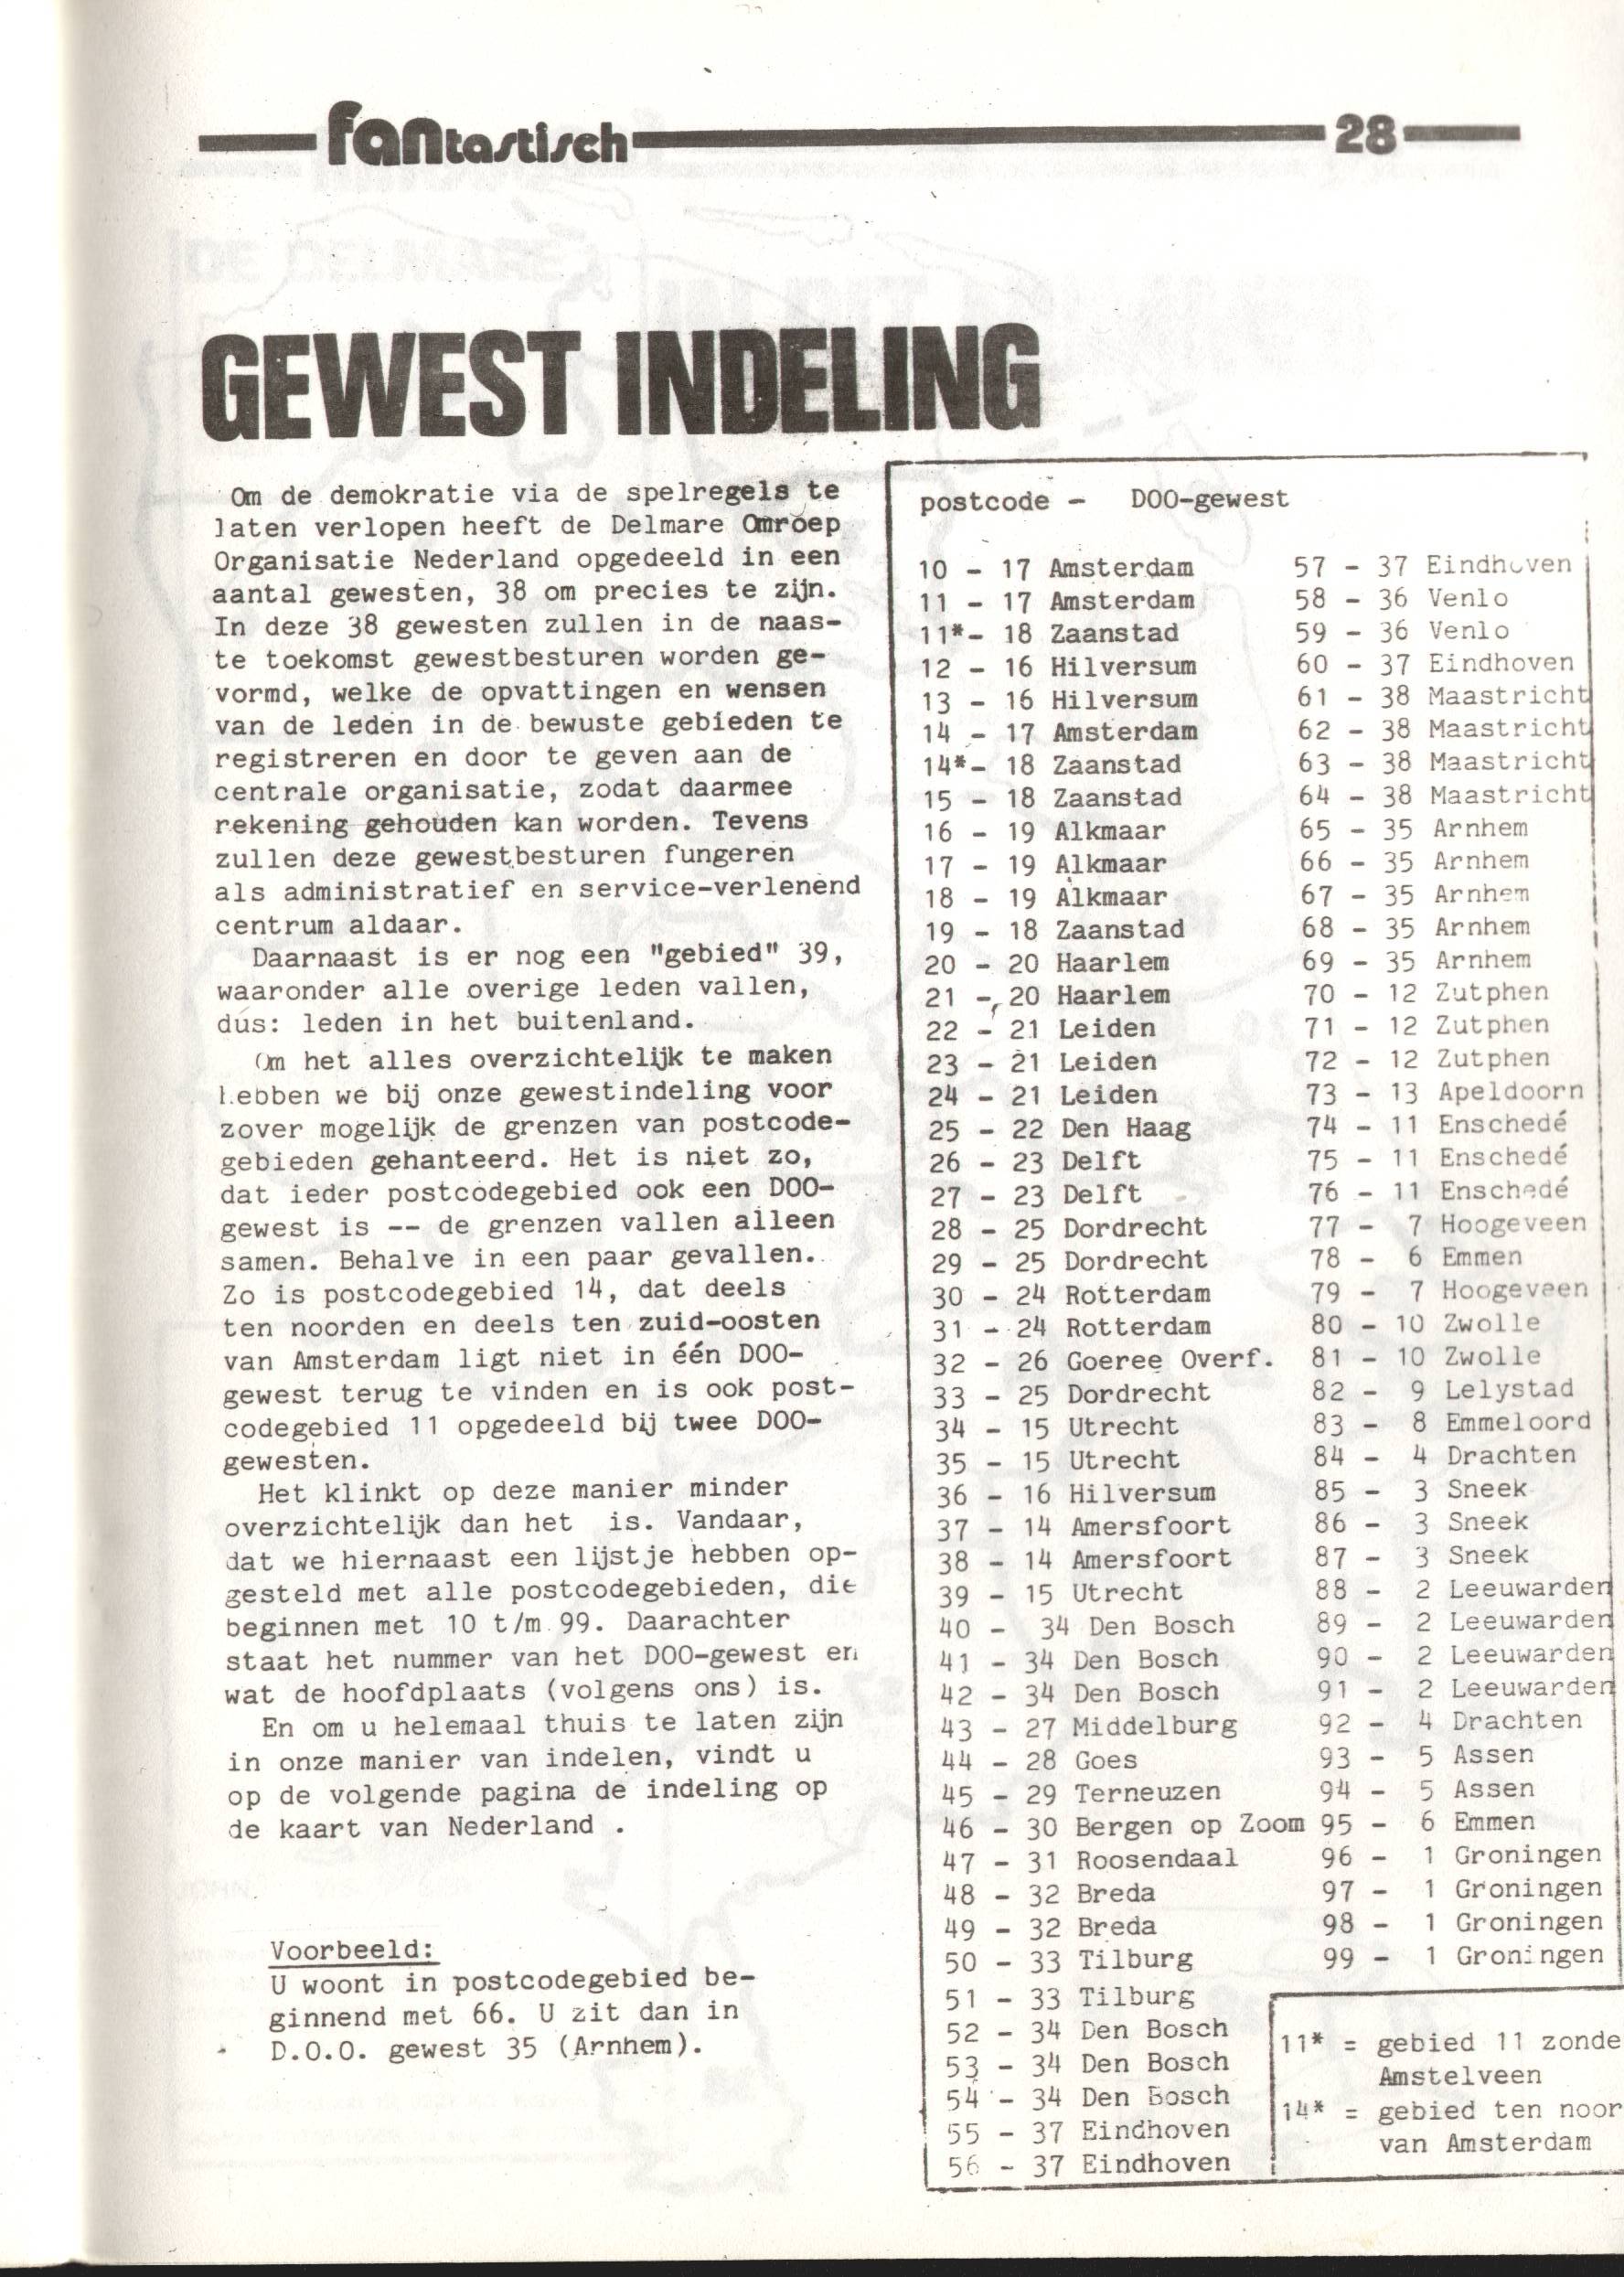 fantastisch 28
GEWEST INDELING
Om de demokratie via de spelregels te
laten verlopen heeft de Delmare Omroep
Organisatie Nederland opgedeeld in een
aantal gewesten, 38 om precies te zijn.
In deze 38 gewesten zullen in de naas-
te toekomst gewestbesturen worden ge-
vormd, welke de opvattingen en wensen
van de leden in de bewuste gebieden te
registreren en door te geven aan de
centrale organisatie, zodat daarmee
rekening gehouden kan worden. Tevens
zullen deze gewestbesturen fungeren
als administratief en service-verlenend
centrum aldaar.
Daarnaast is er nog een "gebied" 39,
waaronder alle overige leden vallen,
dus: leden in het buitenland.
Om het alles overzichtelijk te maken
hebben we bij onze gewestindeling voor
zover mogelijk de grenzen van postcode-
gebieden gehanteerd. Het is niet zo,
dat ieder postcodegebied ook een DOO-
gewest is -- de grenzen vallen alleen
samen. Behalve in een paar gevallen.
Zo is postcodegebied 14, dat deels
ten noorden en deels ten zuid-oosten
van Amsterdam ligt niet in één DOO-
gewest terug te vinden en is ook post-
codegebied 11 opgedeeld bij twee DOO-
gewesten.
Het klinkt op deze manier minder
overzichtelijk dan het is. Vandaar,
dat we hiernaast een lijstje hebben op-
gesteld met alle postcodegebieden, die
beginnen met 10 t/m 99. Daarachter
staat het nummer van het DOO-gewest en
wat de hoofdplaats (volgens ons) is.
En om u helemaal thuis te laten zijn
in onze manier van indelen, vindt u
op de volgende pagina de indeling op
de kaart van Nederland .
Voorbeeld:
U woont in postcodegebied be-
ginnend met 66. U zit dan in
D.O.O. gewest 35 (Arnhem).
postcode - DOO-gewest
10 - 17 Amsterdam
11 - 17 Amsterdam
11*- 18 Zaanstad
12 - 16 Hilversum
13 - 16 Hilversum
14 - 17 Amsterdam
14*- 18 Zaanstad
15 - 18 Zaanstad
16 - 19 Alkmaar
17 - 19 Alkmaar
18 - 19 Alkmaar
19 - 18 Zaanstad
20 - 20 Haarlem
21 - 20 Haarlem
22 - 21 Leiden
23 - 21 Leiden
24 - 21 Leiden
25 - 22 Den Haag
26 - 23 Delft
27 - 23 Delft
28 - 25 Dordrecht
29 - 25 Dordrecht
30 - 24 Rotterdam
31 - 24 Rotterdam
32 - 26 Goeree Overf.
33 - 25 Dordrecht
34 - 15 Utrecht
35 - 15 Utrecht
36 - 16 Hilversum
37 - 14 Amersfoort
38 - 14 Amersfoort
39 - 15 Utrecht
40 - 34 Den Bosch
41 - 34 Den Bosch
42 - 34 Den Bosch
43 - 27 Middelburg
44 - 28 Goes
45 - 29 Terneuzen
46 - 30 Bergen op Zoom
47 - 31 Roosendaal
48 - 32 Breda
49 - 32 Breda
50 - 33 Tilburg
51 - 33 Tilburg
52 - 34 Den Bosch
53 - 34 Den Bosch
54 - 34 Den Bosch
55 - 37 Eindhoven
56 - 37 Eindhoven
57 - 37 Eindhoven
58 - 36 Venlo
59 - 36 Venlo
60 - 37 Eindhoven
61 - 38 Maastricht
62 - 38 Maastricht
63 - 38 Maastricht
64 - 38 Maastricht
65 - 35 Arnhem
66 - 35 Arnhem
67 - 35 Arnhem
68 - 35 Arnhem
69 - 35 Arnhem
70 - 12 Zutphen
71 - 12 Zutphen
72 - 12 Zutphen
73 - 13 Apeldoorn
74 - 11 Enschedé
75 - 11 Enschedé
76 - 11 Enschedé
77 - 7 Hoogeveen
78 - 6 Emmen
79 - 7 Hoogeveen
80 - 10 Zwolle
81 - 10 Zwolle
82 - 9 Lelystad
83 - 8 Emmeloord
84 - 4 Drachten
85 - 3 Sneek
86 - 3 Sneek
87 - 3 Sneek
88 - 2 Leeuwarden
89 - 2 Leeuwarden
90 - 2 Leeuwarden
91 - 2 Leeuwarden
92 - 4 Drachten
93 - 5 Assen
94 - 5 Assen
95 - 6 Emmen
96 - 1 Groningen
97 - 1 Groningen
98 - 1 Groningen
99 - 1 Groningen
11* = gebied 11 zonde
Amstelveen
14* = gebied ten noor
van Amsterdam